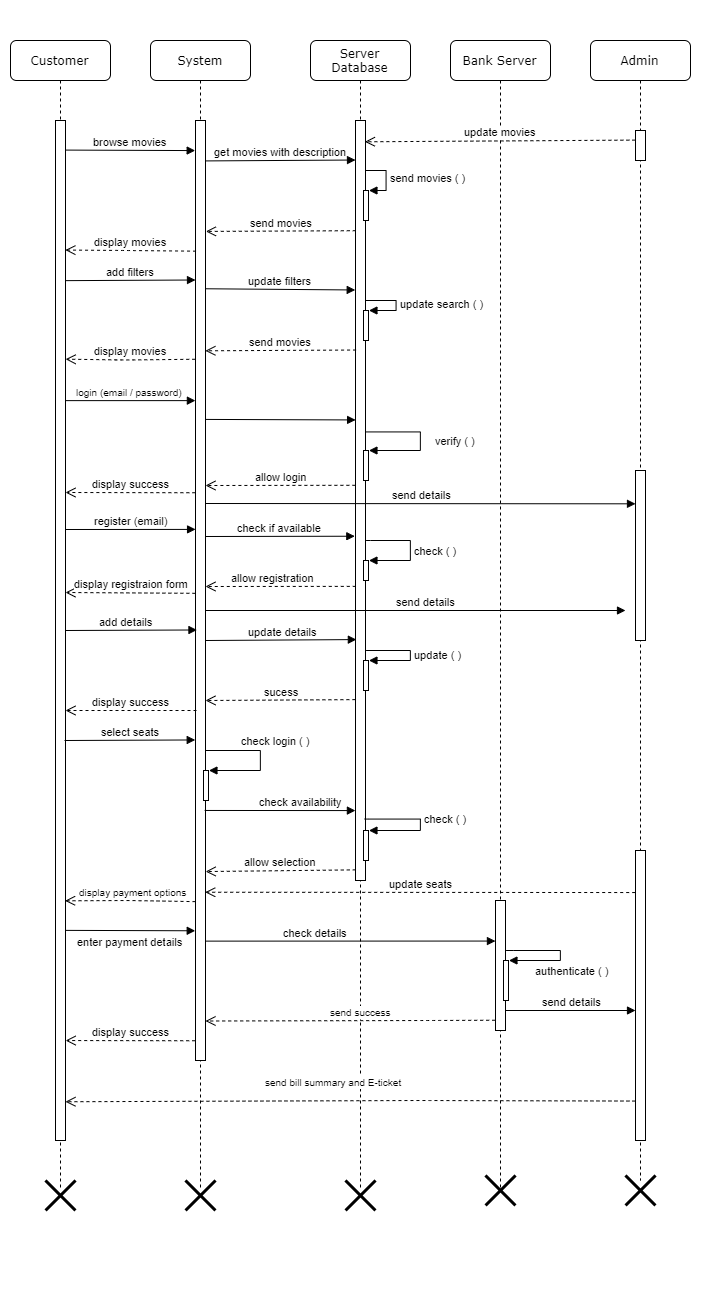 Customer
System
Server
Database
Bank Server
Admin
update movies
browse movies
get movies with description
send movies ( )
send movies
display movies
add filters
update filters
update search ( )
send movies
display movies
login (email / password)
verify ( )
allow login
display success
send details
register (email)
check if available
check ( )
allow registration
display registraion form
send details
add details
update details
update ( )
sucess
display success
select seats
check login ( )
check availability
check ( )
allow selection
update seats
display payment options
check details
enter payment details
authenticate ( )
send details
send success
display success
send bill summary and E-ticket